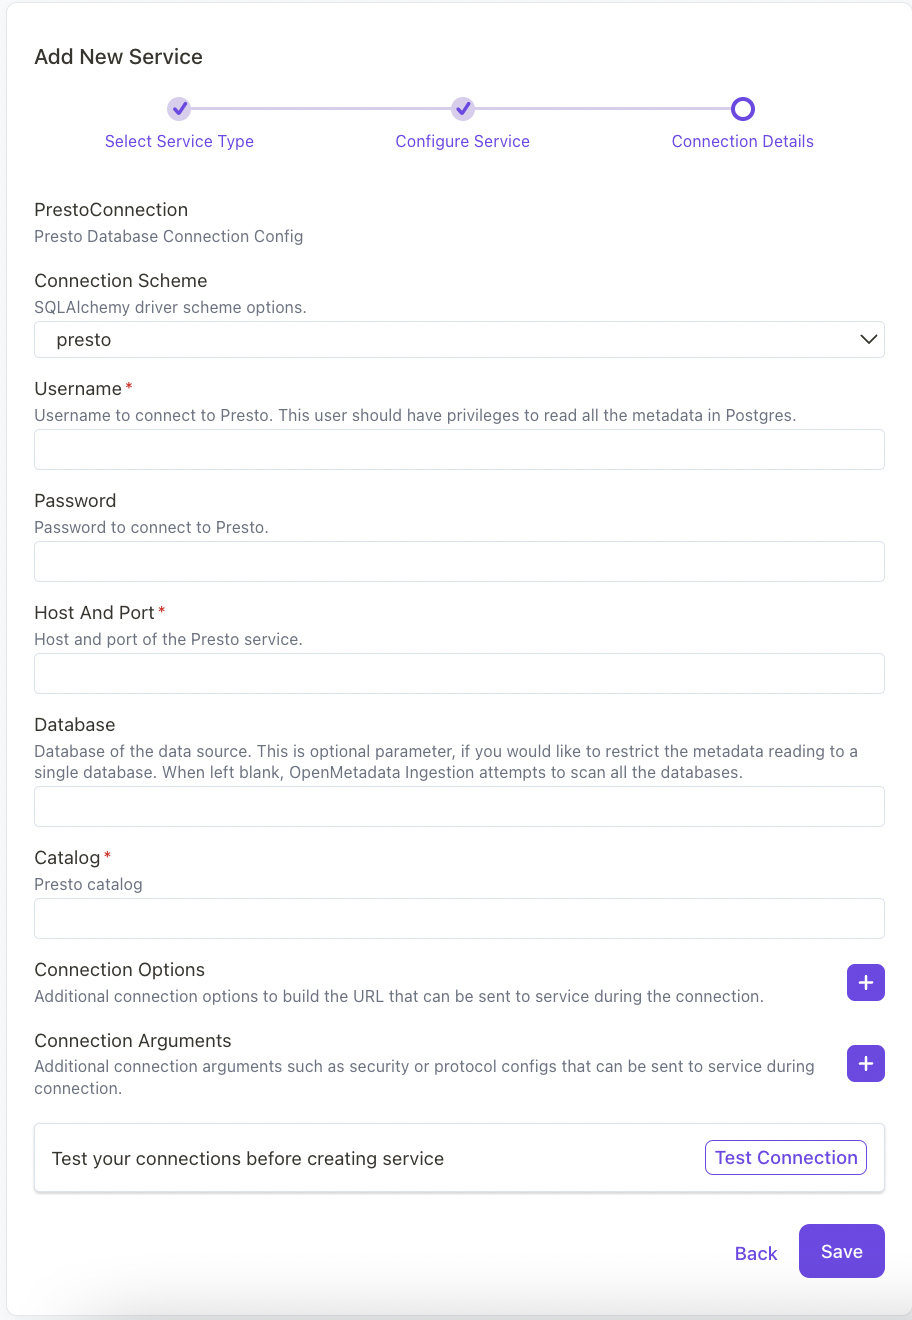 Add New Service
Select Service Type
Configure Service
Connection Details
PrestoConnection
Presto Database Connection Config
Connection Scheme
SQLAlchemy driver scheme options.
presto
Username*
Username to connect to Presto. This user should have privileges to read all the metadata in Postgres.
Password
Password to connect to Presto.
Host And Port*
Host and port of the Presto service.
Database
Database of the data source. This is optional parameter, if you would like to restrict the metadata reading to a
single database. When left blank, OpenMetadata Ingestion attempts to scan all the databases.
Catalog*
Presto catalog
Connection Options
Additional connection options to build the URL that can be sent to service during the connection.
Connection Arguments
Additional connection arguments such as security or protocol configs that can be sent to service during
connection.
Test your connections before creating service
Test Connection
Back
Save